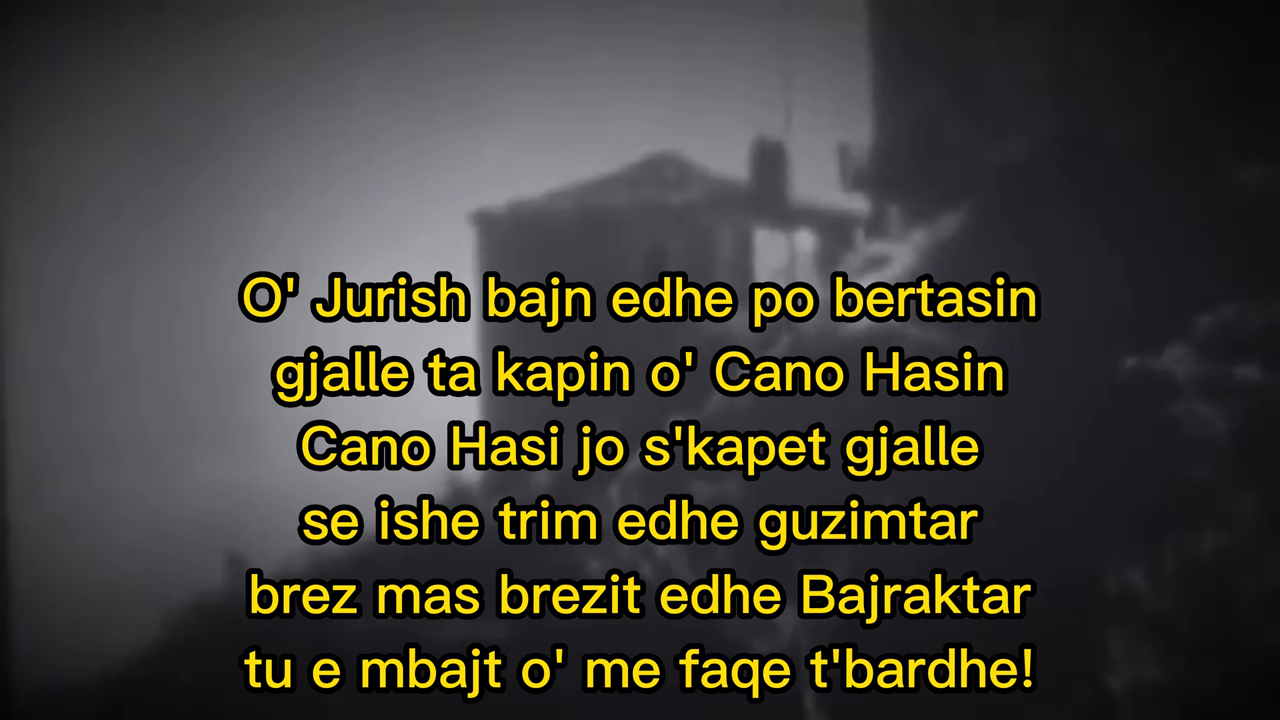 O' Jurish bajn edhe po bertasin
gjalle ta kapin o' Cano Hasin
Cano Hasi jo s'kapet gjalle
se ishe trim edhe guzimtar
brez mas brezit edhe Bajraktar
tu e mbajt o' me faqe t'bardhe!